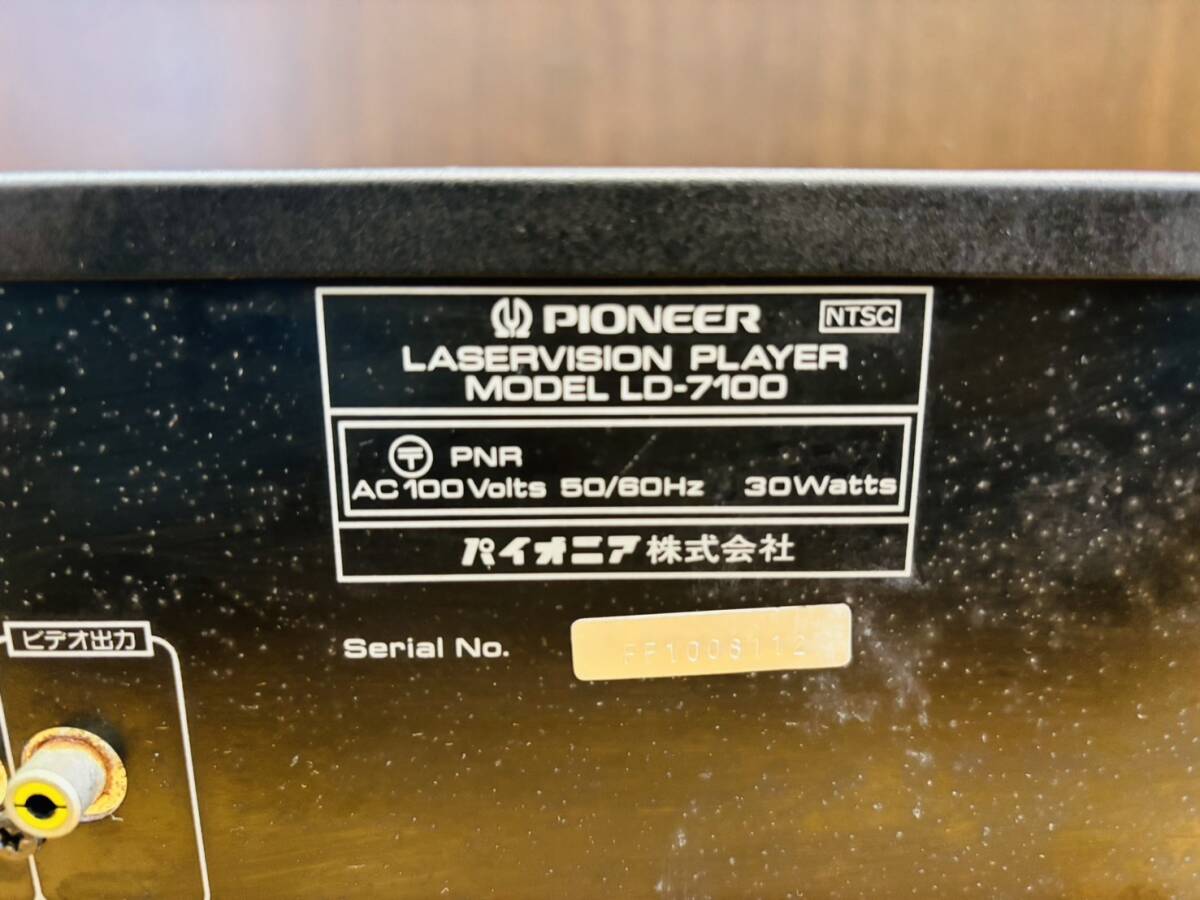 PIONEER NTSC
LASERVISION PLAYER
MODEL LD-7100
〒 PNR
AC 100 Volts 50/60Hz 30Watts
パイオニア株式会社
ビデオ出力
Serial No. FF1008112